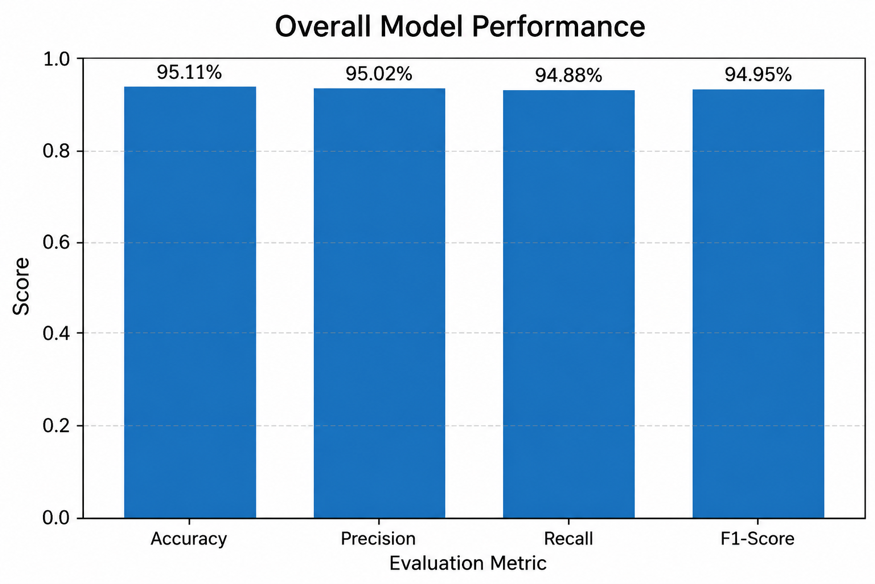 Overall Model Performance
1.0
0.8
0.6
0.4
0.2
0.0
Score
95.11%
95.02%
94.88%
94.95%
Accuracy
Precision
Recall
F1-Score
Evaluation Metric